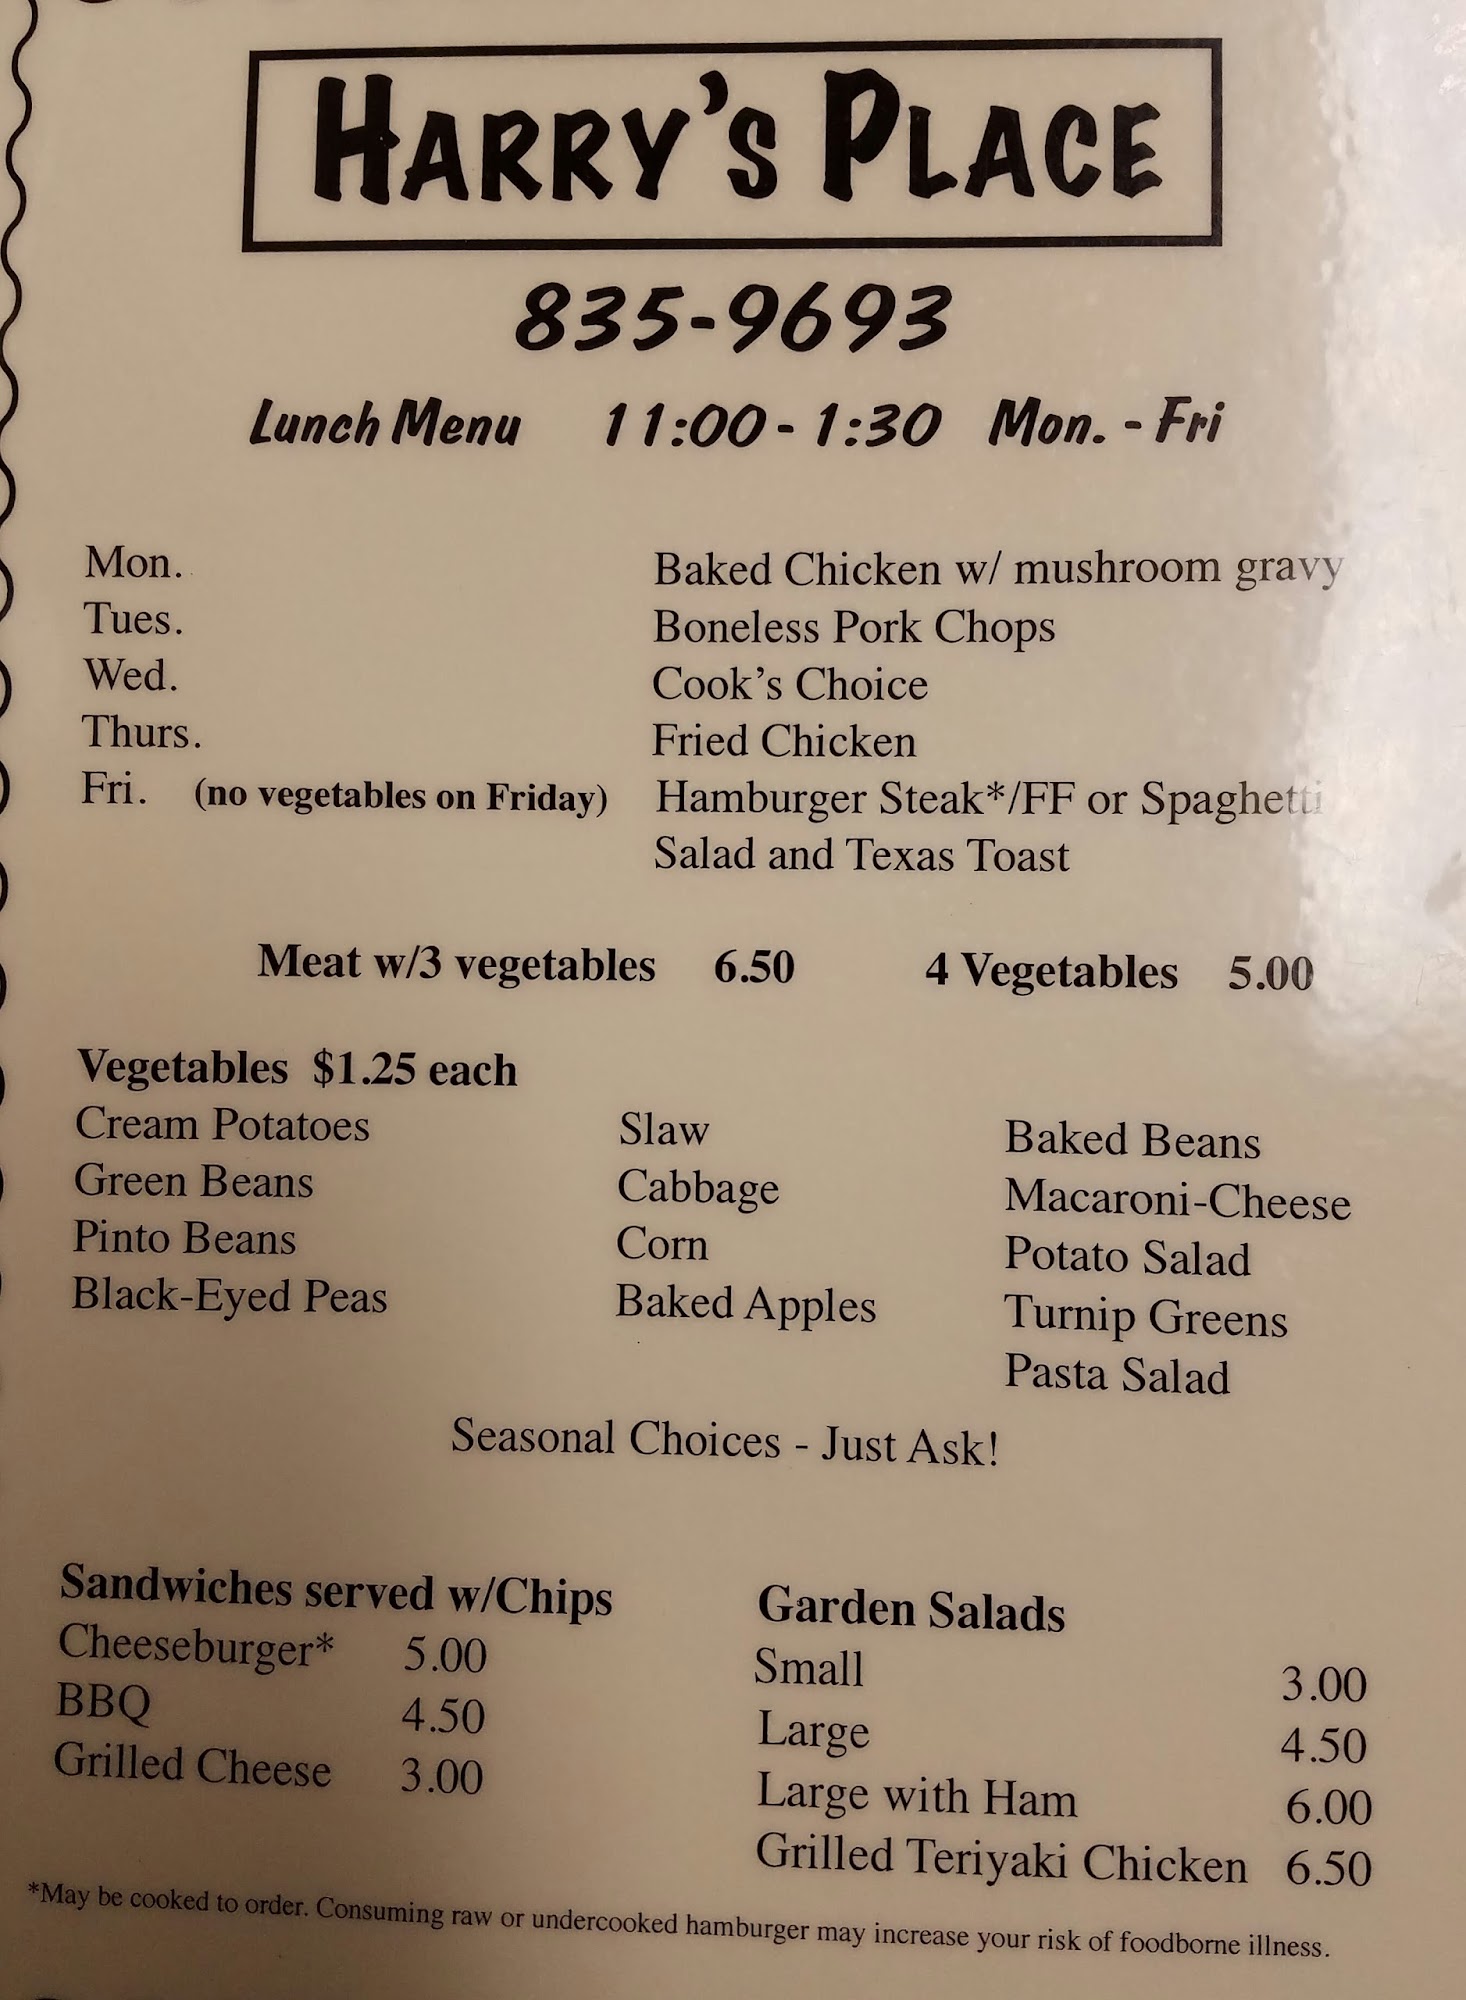 HARRY'S PLACE
835-9693
Lunch Menu 11:00 - 1:30 Mon. - Fri
Mon. Baked Chicken w/ mushroom gravy
Tues. Boneless Pork Chops
Wed. Cook's Choice
Thurs. Fried Chicken
Fri. (no vegetables on Friday) Hamburger Steak*/FF or Spaghetti
Salad and Texas Toast
Meat w/3 vegetables 6.50 4 Vegetables 5.00
Vegetables $1.25 each
Cream Potatoes Slaw Baked Beans
Green Beans Cabbage Macaroni-Cheese
Pinto Beans Corn Potato Salad
Black-Eyed Peas Baked Apples Turnip Greens
Pasta Salad
Seasonal Choices - Just Ask!
Sandwiches served w/Chips
Cheeseburger* 5.00
BBQ 4.50
Grilled Cheese 3.00
Garden Salads
Small 3.00
Large 4.50
Large with Ham 6.00
Grilled Teriyaki Chicken 6.50
*May be cooked to order. Consuming raw or undercooked hamburger may increase your risk of foodborne illness.